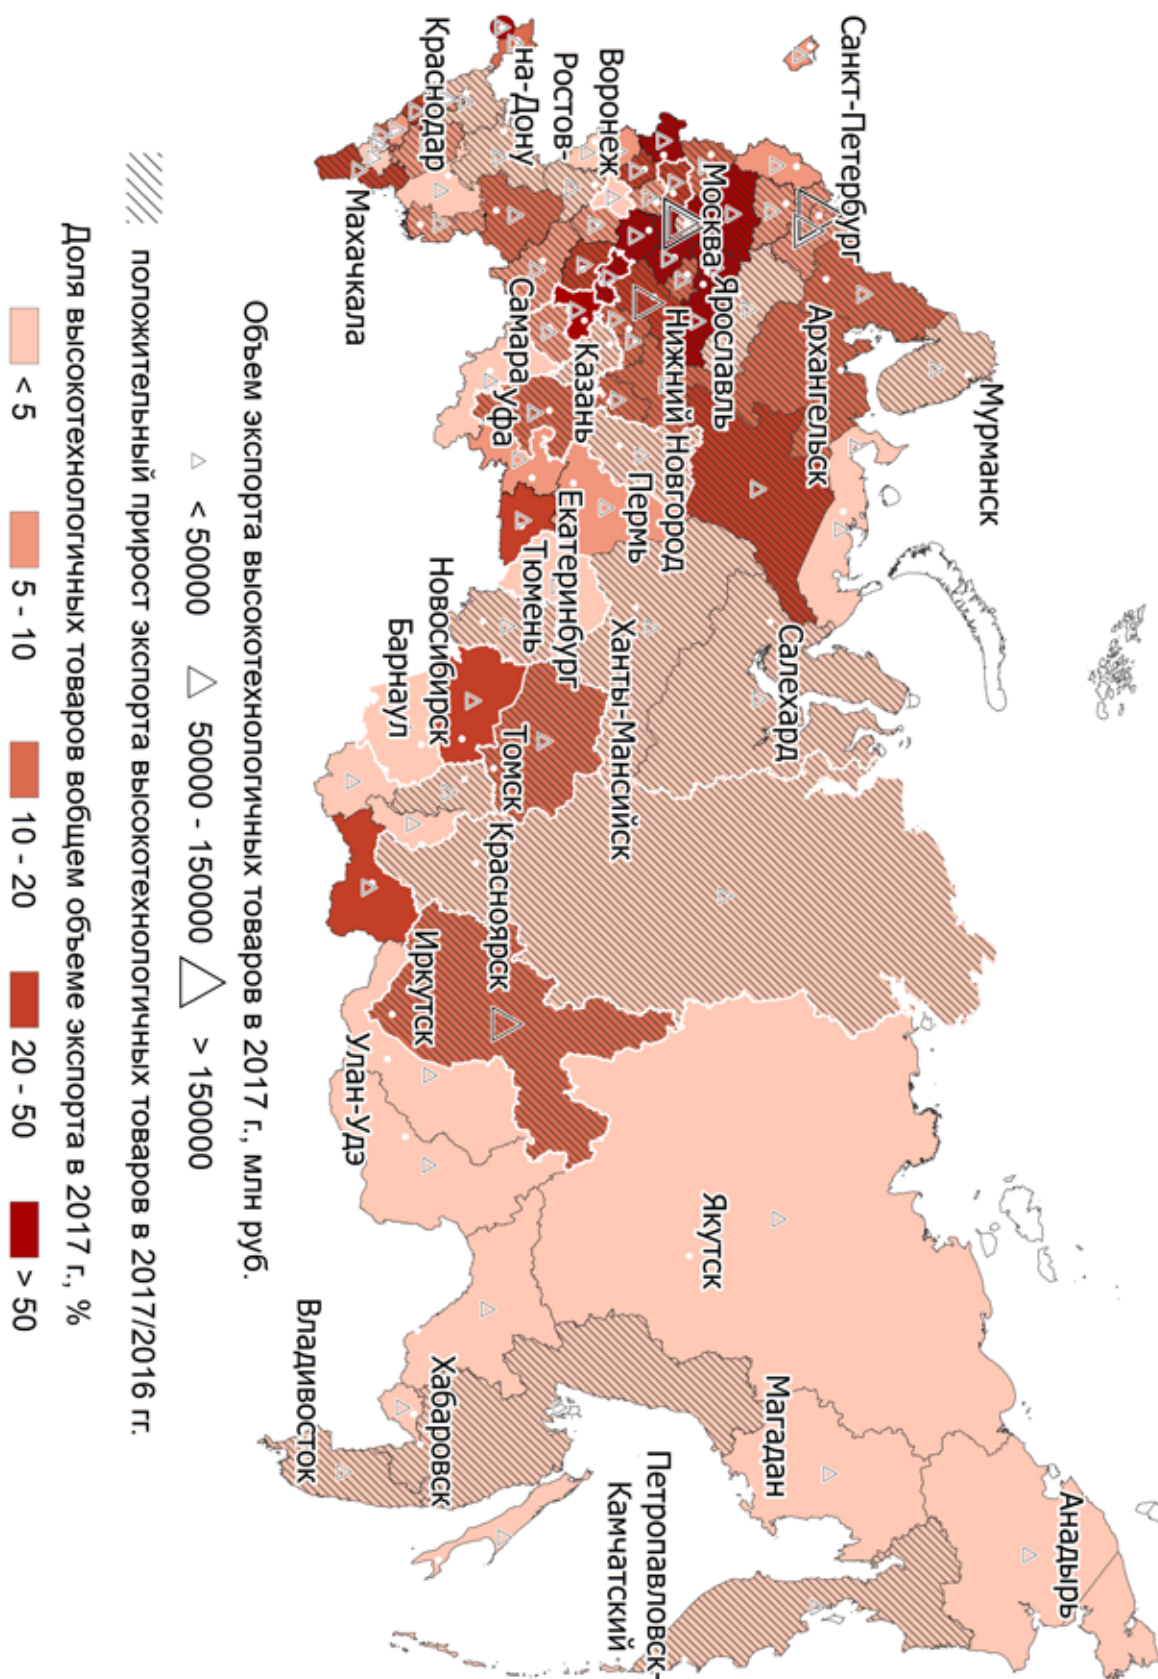 Мурманск
Санкт-Петербург
Архангельск
Салехард
Анадырь
Магадан
Якутск
Петропавловск-
Камчатский
Москва
Ярославль
Нижний Новгород
Пермь
Ханты-Мансийск
Воронеж
Ростов-
на-Дону
Казань
Екатеринбург
Тюмень
Томск
Красноярск
Краснодар
Самара
Уфа
Новосибирск
Барнаул
Иркутск
Хабаровск
Махачкала
Улан-Удэ
Владивосток
Объем экспорта высокотехнологичных товаров в 2017 г., млн руб.
< 50000 50000 - 150000 > 150000
положительный прирост экспорта высокотехнологичных товаров в 2017/2016 гг.
Доля высокотехнологичных товаров вобщем объеме экспорта в 2017 г., %
< 5 5 - 10 10 - 20 20 - 50 > 50